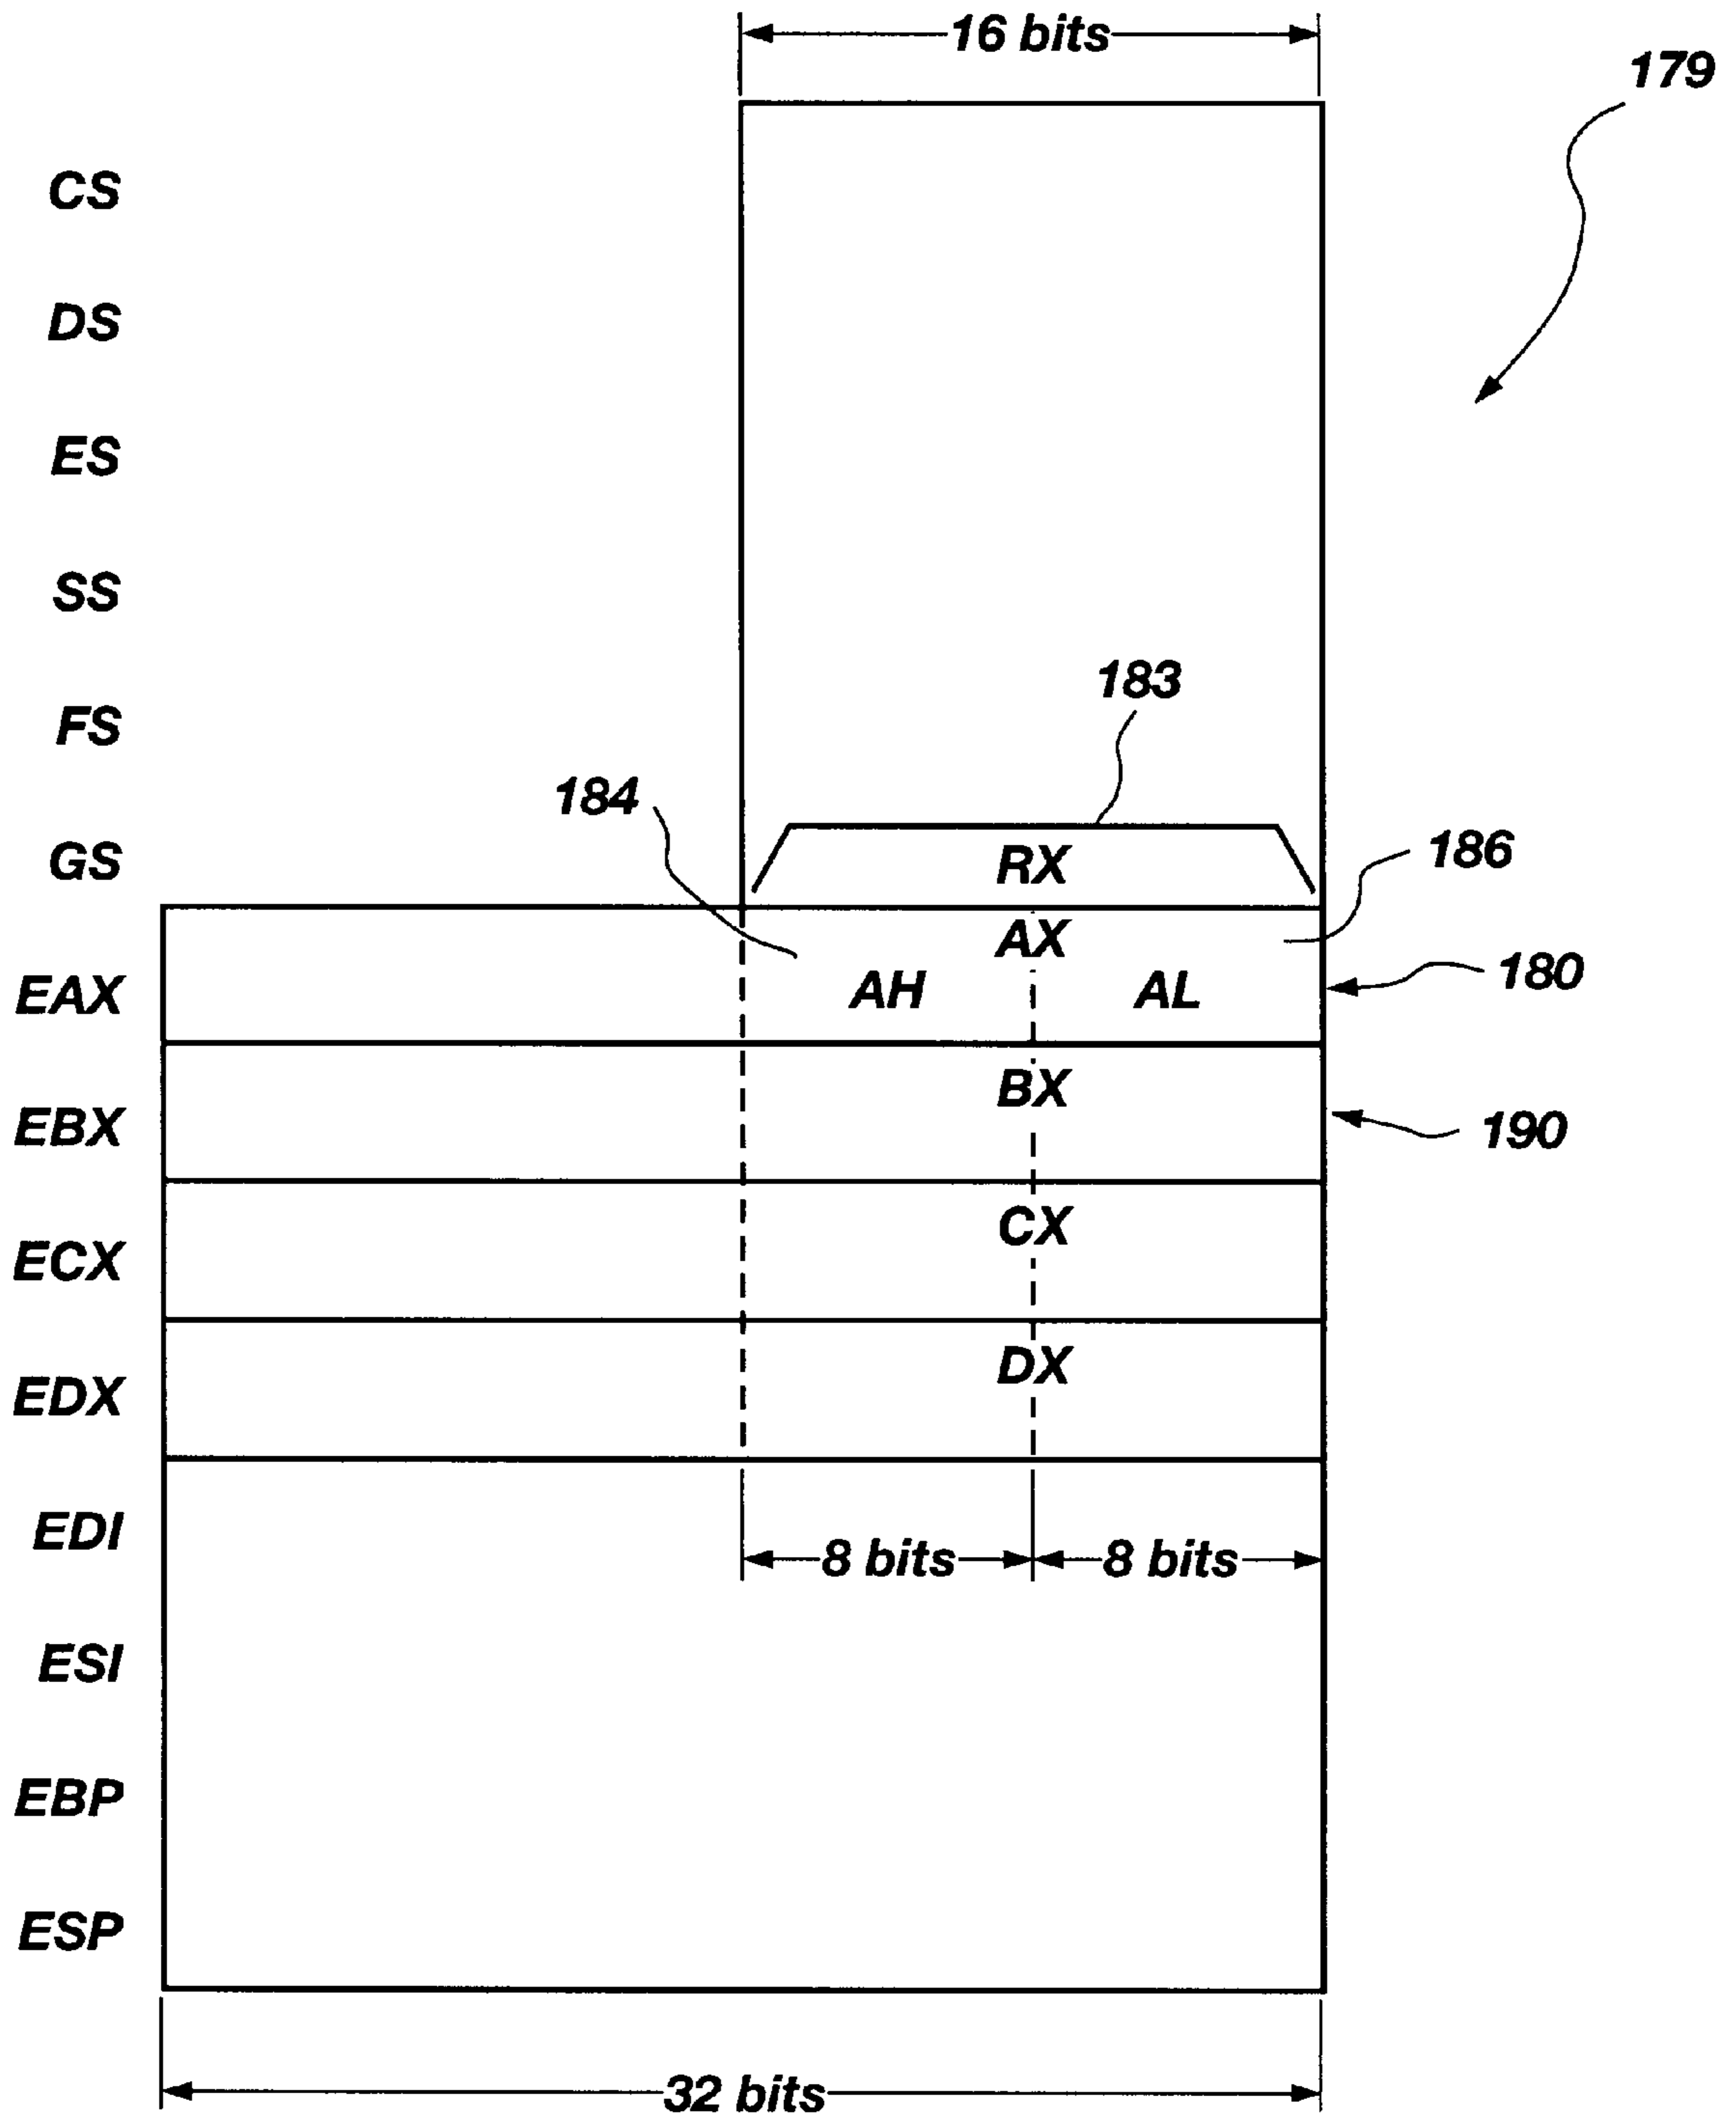 16 bits
179
CS
DS
ES
SS
FS
183
184
GS
RX
186
AX
EAX
AH
AL
180
EBX
BX
190
ECX
CX
EDX
DX
EDI
8 bits
8 bits
ESI
EBP
ESP
32 bits